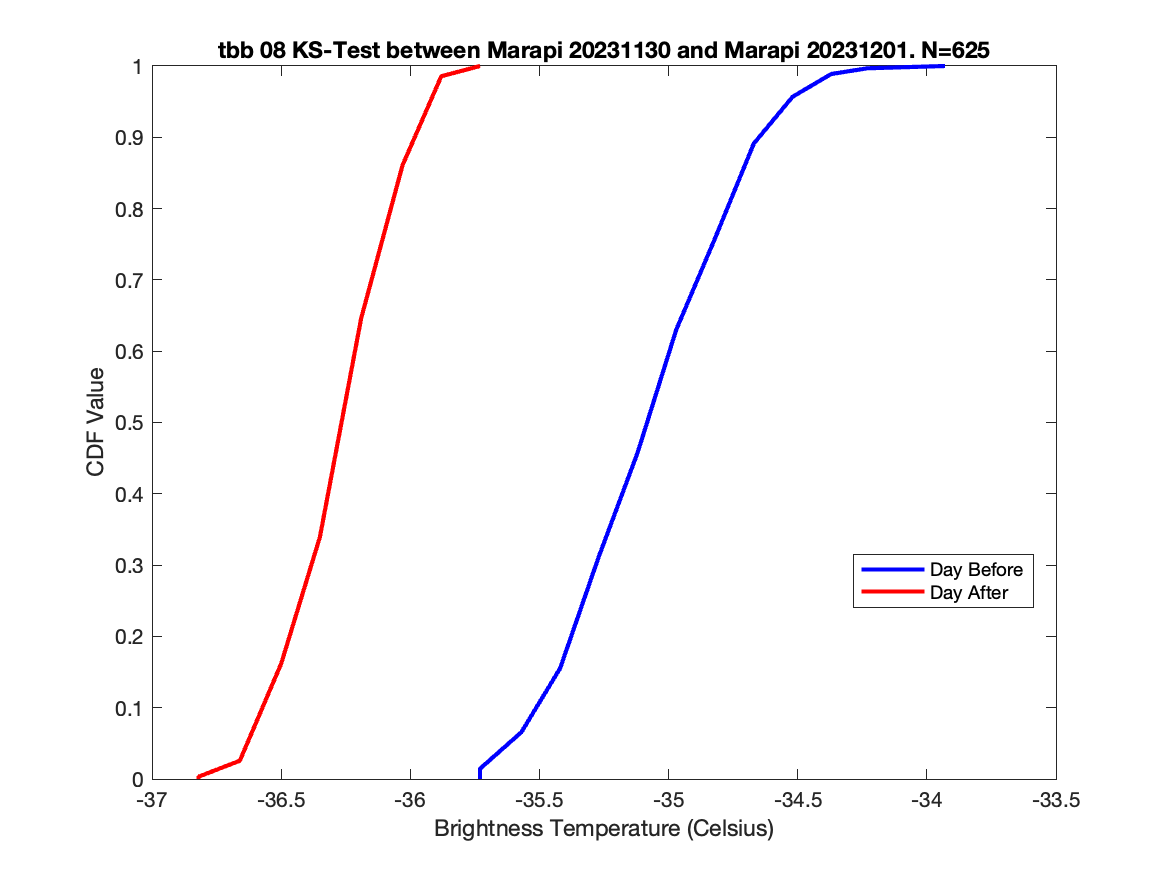 tbb 08 KS-Test between Marapi 20231130 and Marapi 20231201. N=625
1
0.9
0.8
0.7
0.6
0.5
0.4
0.3
0.2
0.1
0
CDF Value
Day Before
Day After
-37 -36.5 -36 -35.5 -35 -34.5 -34 -33.5
Brightness Temperature (Celsius)